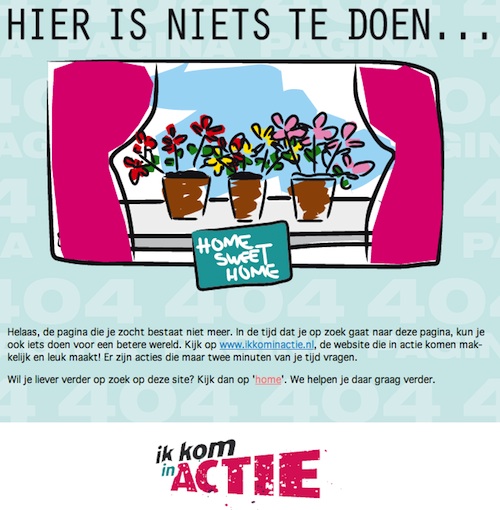 HIER IS NIETS TE DOEN...
HOME
SWEET
HOME
Helaas, de pagina die je zocht bestaat niet meer. In de tijd dat je op zoek gaat naar deze pagina, kun je
ook iets doen voor een betere wereld. Kijk op www.ikkominactie.nl, de website die in actie komen mak-
kelijk en leuk maakt! Er zijn acties die maar twee minuten van je tijd vragen.
Wil je liever verder op zoek op deze site? Kijk dan op 'home'. We helpen je daar graag verder.
ik kom
in ACTIE